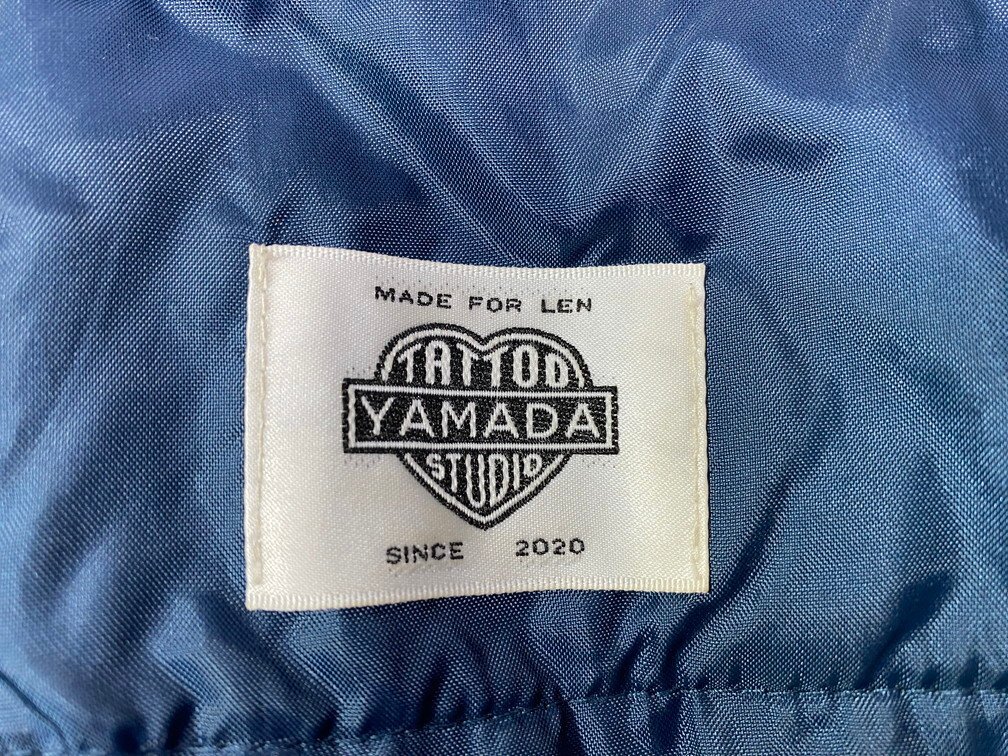 MADE FOR LEN
TATTOO
YAMADA
STUDIO
SINCE 2020